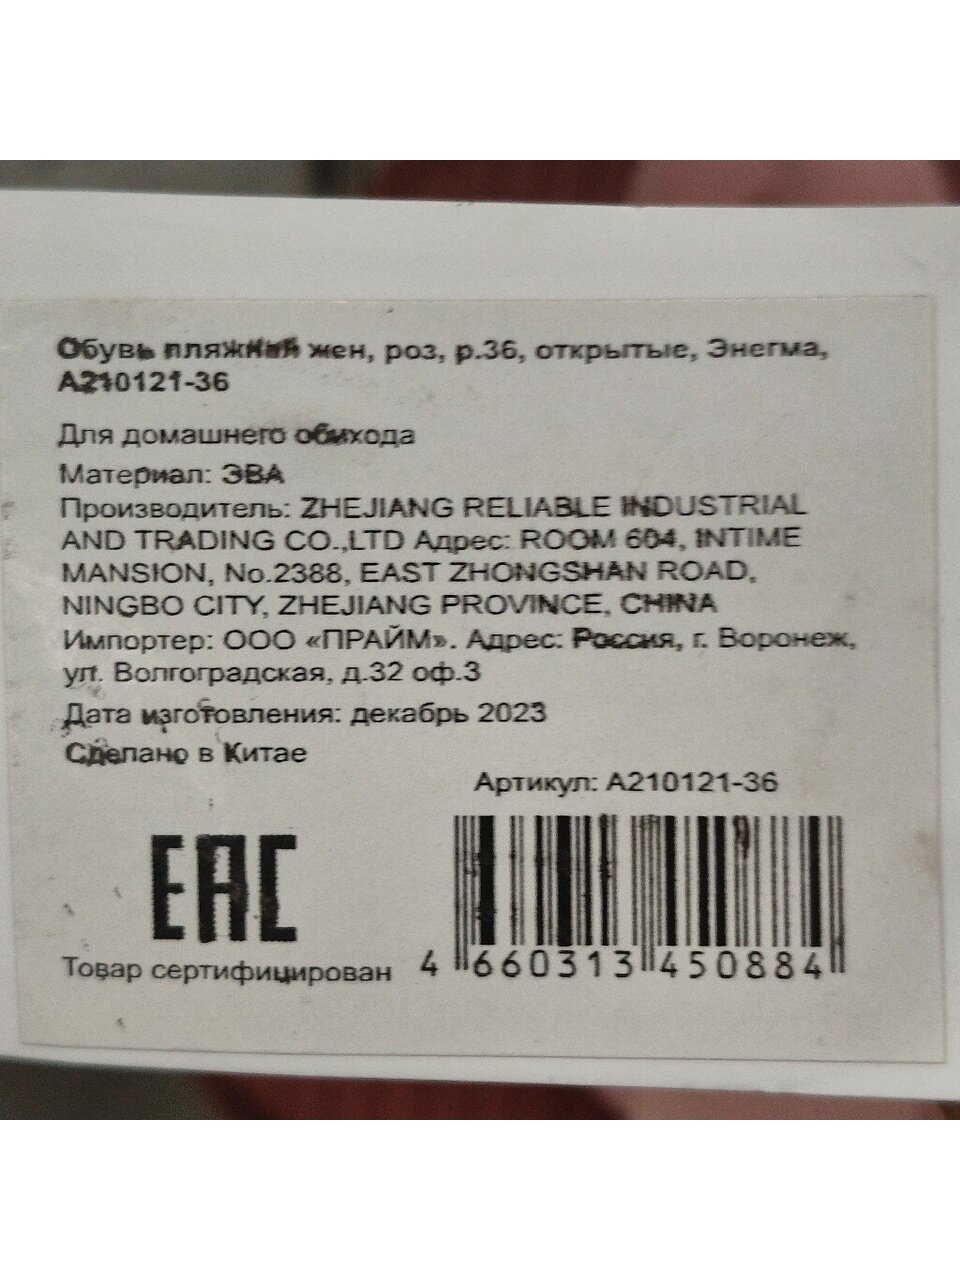 Обувь пляжная жен, роз, р.36, открытые, Энегма,
А210121-36
Для домашнего обихода
Материал: ЭВА
Производитель: ZHEJIANG RELIABLE INDUSTRIAL
AND TRADING CO.,LTD Адрес: ROOM 604, INTIME
MANSION, No.2388, EAST ZHONGSHAN ROAD,
NINGBO CITY, ZHEJIANG PROVINCE, CHINA
Импортер: ООО «ПРАЙМ». Адрес: Россия, г. Воронеж,
ул. Волгоградская, д.32 оф.3
Дата изготовления: декабрь 2023
Сделано в Китае
Артикул: А210121-36
EAC
Товар сертифицирован
4 660313 450884